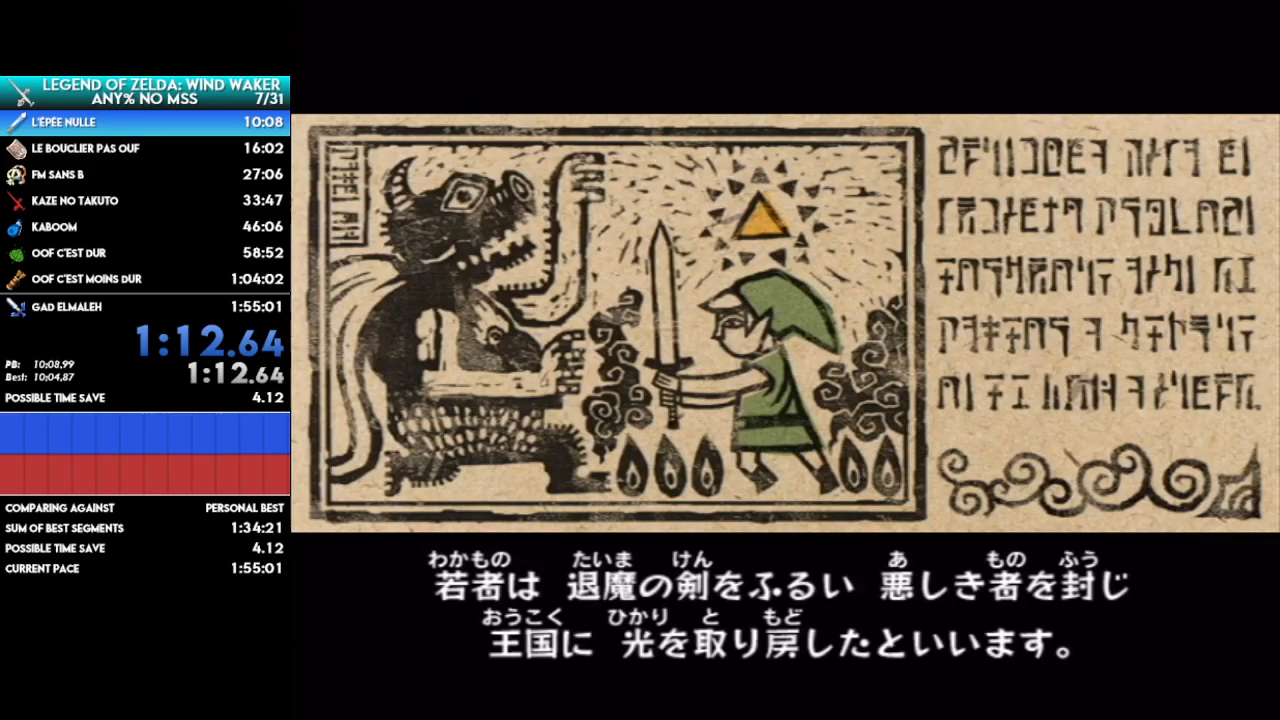 LEGEND OF ZELDA: WIND WAKER
ANY% NO MSS 7/31
L'ÉPÉE NULLE 10:08
LE BOUCLIER PAS OUF 16:02
FM SANS B 27:06
KAZE NO TAKUTO 33:47
KABOOM 46:06
OOF C'EST DUR 58:52
OOF C'EST MOINS DUR 1:04:02
GAD ELMALEH 1:55:01
1:12.64
PB: 10:08.99
Best: 10:04.87
1:12.64
POSSIBLE TIME SAVE 4.12
COMPARING AGAINST PERSONAL BEST
SUM OF BEST SEGMENTS 1:34:21
POSSIBLE TIME SAVE 4.12
CURRENT PACE 1:55:01
わかもの たいま けん あ もの ふう
若者は 退魔の剣をふるい 悪しき者を封じ
おうこく ひかり と もど
王国に 光を取り戻したといいます。